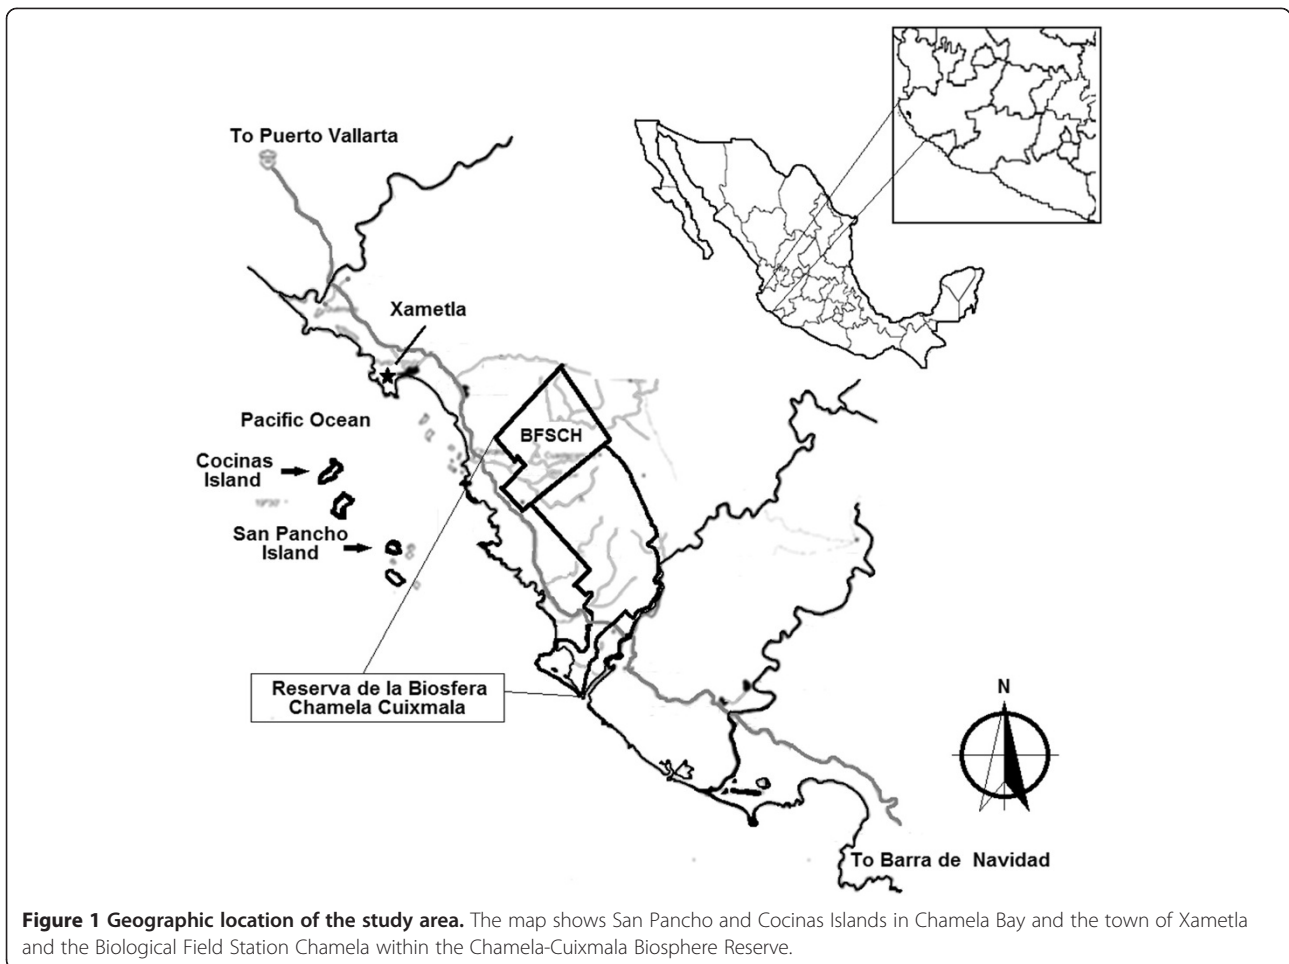 To Puerto Vallarta
Xametla
Pacific Ocean
BFSCH
Cocinas
Island
San Pancho
Island
Reserva de la Biosfera
Chamela Cuixmala
N
To Barra de Navidad
Figure 1 Geographic location of the study area. The map shows San Pancho and Cocinas Islands in Chamela Bay and the town of Xametla
and the Biological Field Station Chamela within the Chamela-Cuixmala Biosphere Reserve.